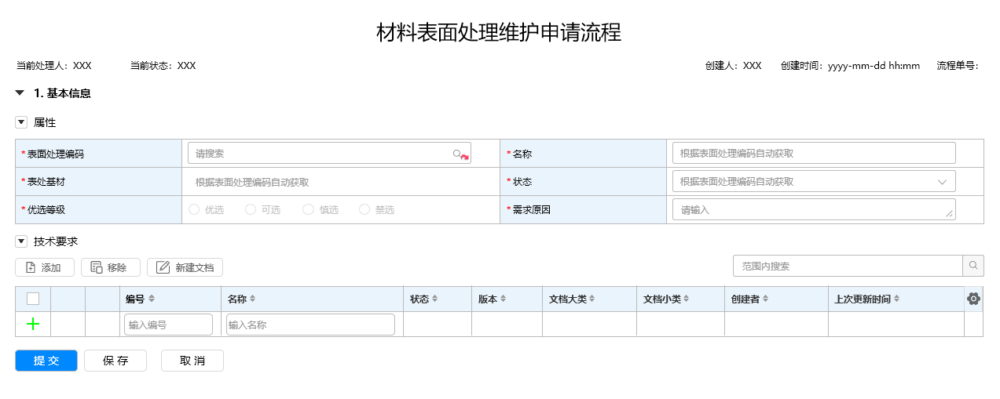 材料表面处理维护申请流程
当前处理人：XXX 当前状态：XXX 创建人：XXX 创建时间：yyyy-mm-dd hh:mm 流程单号：
1. 基本信息
属性
*表面处理编码 请搜索 *名称 根据表面处理编码自动获取
*表处基材 根据表面处理编码自动获取 *状态 根据表面处理编码自动获取
*优选等级 优选 可选 慎选 禁选 *需求原因 请输入
技术要求
添加 移除 新建文档 范围内搜索
编号 名称 状态 版本 文档大类 文档小类 创建者 上次更新时间
输入编号 输入名称
提交 保存 取消